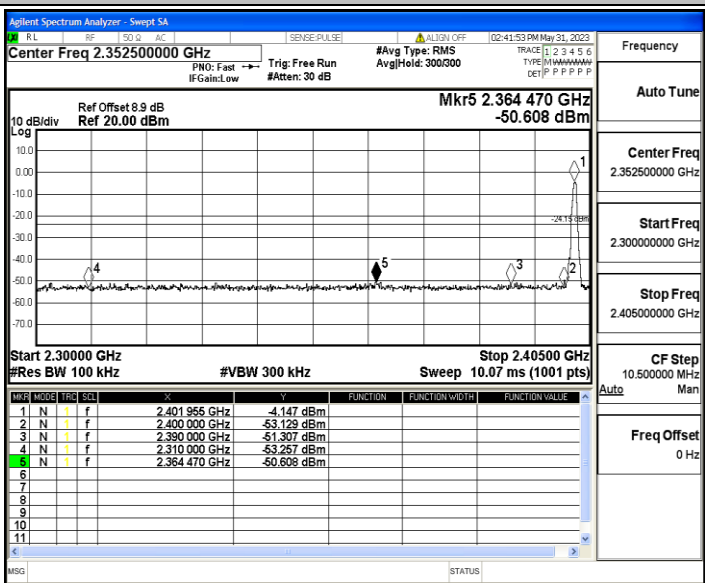 Agilent Spectrum Analyzer - Swept SA
LXI RL RF 50 Ω AC SENSE:PULSE ALIGN OFF 02:41:53 PM May 31, 2023
Center Freq 2.352500000 GHz
PNO: Fast
IFGain:Low
Trig: Free Run
#Atten: 30 dB
#Avg Type: RMS
Avg|Hold: 300/300
TRACE 1 2 3 4 5 6
TYPE M WWWWW
DET P P P P P P
Ref Offset 8.9 dB
10 dB/div Ref 20.00 dBm
Log
Mkr5 2.364 470 GHz
-50.608 dBm
10.0
0.00
-10.0
-20.0
-30.0
-40.0
-50.0
-60.0
-70.0
1
-24.15 dBm
4
5
3
2
Start 2.30000 GHz Stop 2.40500 GHz
#Res BW 100 kHz #VBW 300 kHz Sweep 10.07 ms (1001 pts)
MKR MODE TRC SCL X Y FUNCTION FUNCTION WIDTH FUNCTION VALUE
1 N 1 f 2.401 955 GHz -4.147 dBm
2 N 1 f 2.400 000 GHz -53.129 dBm
3 N 1 f 2.390 000 GHz -51.307 dBm
4 N 1 f 2.310 000 GHz -53.257 dBm
5 N 1 f 2.364 470 GHz -50.608 dBm
6
7
8
9
10
11
MSG STATUS
Frequency
Auto Tune
Center Freq
2.352500000 GHz
Start Freq
2.300000000 GHz
Stop Freq
2.405000000 GHz
CF Step
10.500000 MHz
Auto Man
Freq Offset
0 Hz